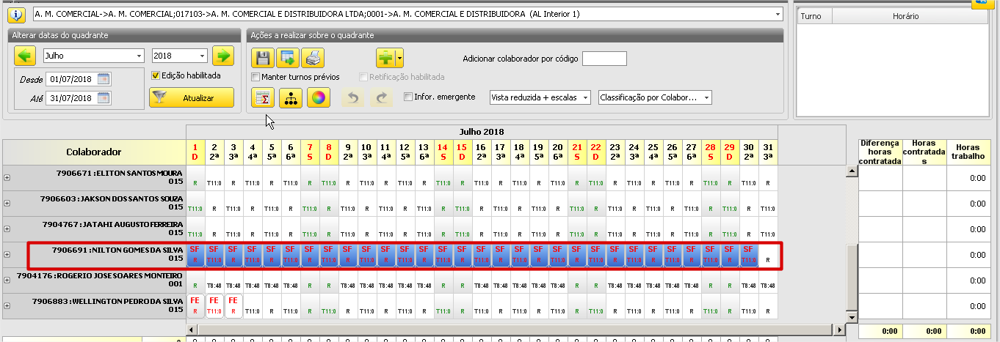 A. M. COMERCIAL->A. M. COMERCIAL;017103->A. M. COMERCIAL E DISTRIBUIDORA LTDA;0001->A. M. COMERCIAL E DISTRIBUIDORA (AL Interior 1)
Turno Horário
Alterar datas do quadrante
Ações a realizar sobre o quadrante
Julho 2018
Adicionar colaborador por código
Desde 01/07/2018
Edição habilitada
Manter turnos prévios Retificação habilitada
Até 31/07/2018
Atualizar
Infor. emergente Vista reduzida + escalas Classificação por Colabor...
Julho 2018
Colaborador
1 2 3 4 5 6 7 8 9 10 11 12 13 14 15 16 17 18 19 20 21 22 23 24 25 26 27 28 29 30 31
D 2ª 3ª 4ª 5ª 6ª S D 2ª 3ª 4ª 5ª 6ª S D 2ª 3ª 4ª 5ª 6ª S D 2ª 3ª 4ª 5ª 6ª S D 2ª 3ª
Diferença horas contratada
Horas contratadas
Horas trabalho
7906671 :ELITON SANTOS MOURA
015 R T11:0 R T11:0 R T11:0 R T11:0 R T11:0 R T11:0 R T11:0 R T11:0 R T11:0 R T11:0 R T11:0 R T11:0 R T11:0 R T11:0 R T11:0 R 0:00
7906603 :JAKSON DOS SANTOS SOUZA
015 T11:0 R T11:0 R T11:0 R T11:0 R T11:0 R T11:0 R T11:0 R T11:0 R T11:0 R T11:0 R T11:0 R T11:0 R T11:0 R T11:0 R T11:0 R T11:0 0:00
7904767 :JATAHI AUGUSTO FERREIRA
015 T11:0 R T11:0 R T11:0 R T11:0 R T11:0 R T11:0 R T11:0 R T11:0 R T11:0 R T11:0 R T11:0 R T11:0 R T11:0 R T11:0 R T11:0 R T11:0 0:00
7906691 :NILTON GOMES DA SILVA SF SF SF SF SF SF SF SF SF SF SF SF SF SF SF SF SF SF SF SF SF SF SF SF SF SF SF SF SF SF
015 R T11:0 R T11:0 R T11:0 R T11:0 R T11:0 R T11:0 R T11:0 R T11:0 R T11:0 R T11:0 R T11:0 R T11:0 R T11:0 R T11:0 R T11:0 R 0:00
7904176 :ROGERIO JOSE SOARES MONTEIRO
001 R T8:48 T8:48 T8:48 T8:48 T8:48 R R T8:48 T8:48 T8:48 T8:48 T8:48 R R T8:48 T8:48 T8:48 T8:48 T8:48 R R T8:48 T8:48 T8:48 T8:48 T8:48 R R T8:48 T8:48 0:00
7906883 :WELLINGTON PEDRO DA SILVA FE FE FE
015 R T11:0 R T11:0 R T11:0 R T11:0 R T11:0 R T11:0 R T11:0 R T11:0 R T11:0 R T11:0 R T11:0 R T11:0 R T11:0 R T11:0 R T11:0 R 0:00
0:00 0:00 0:00